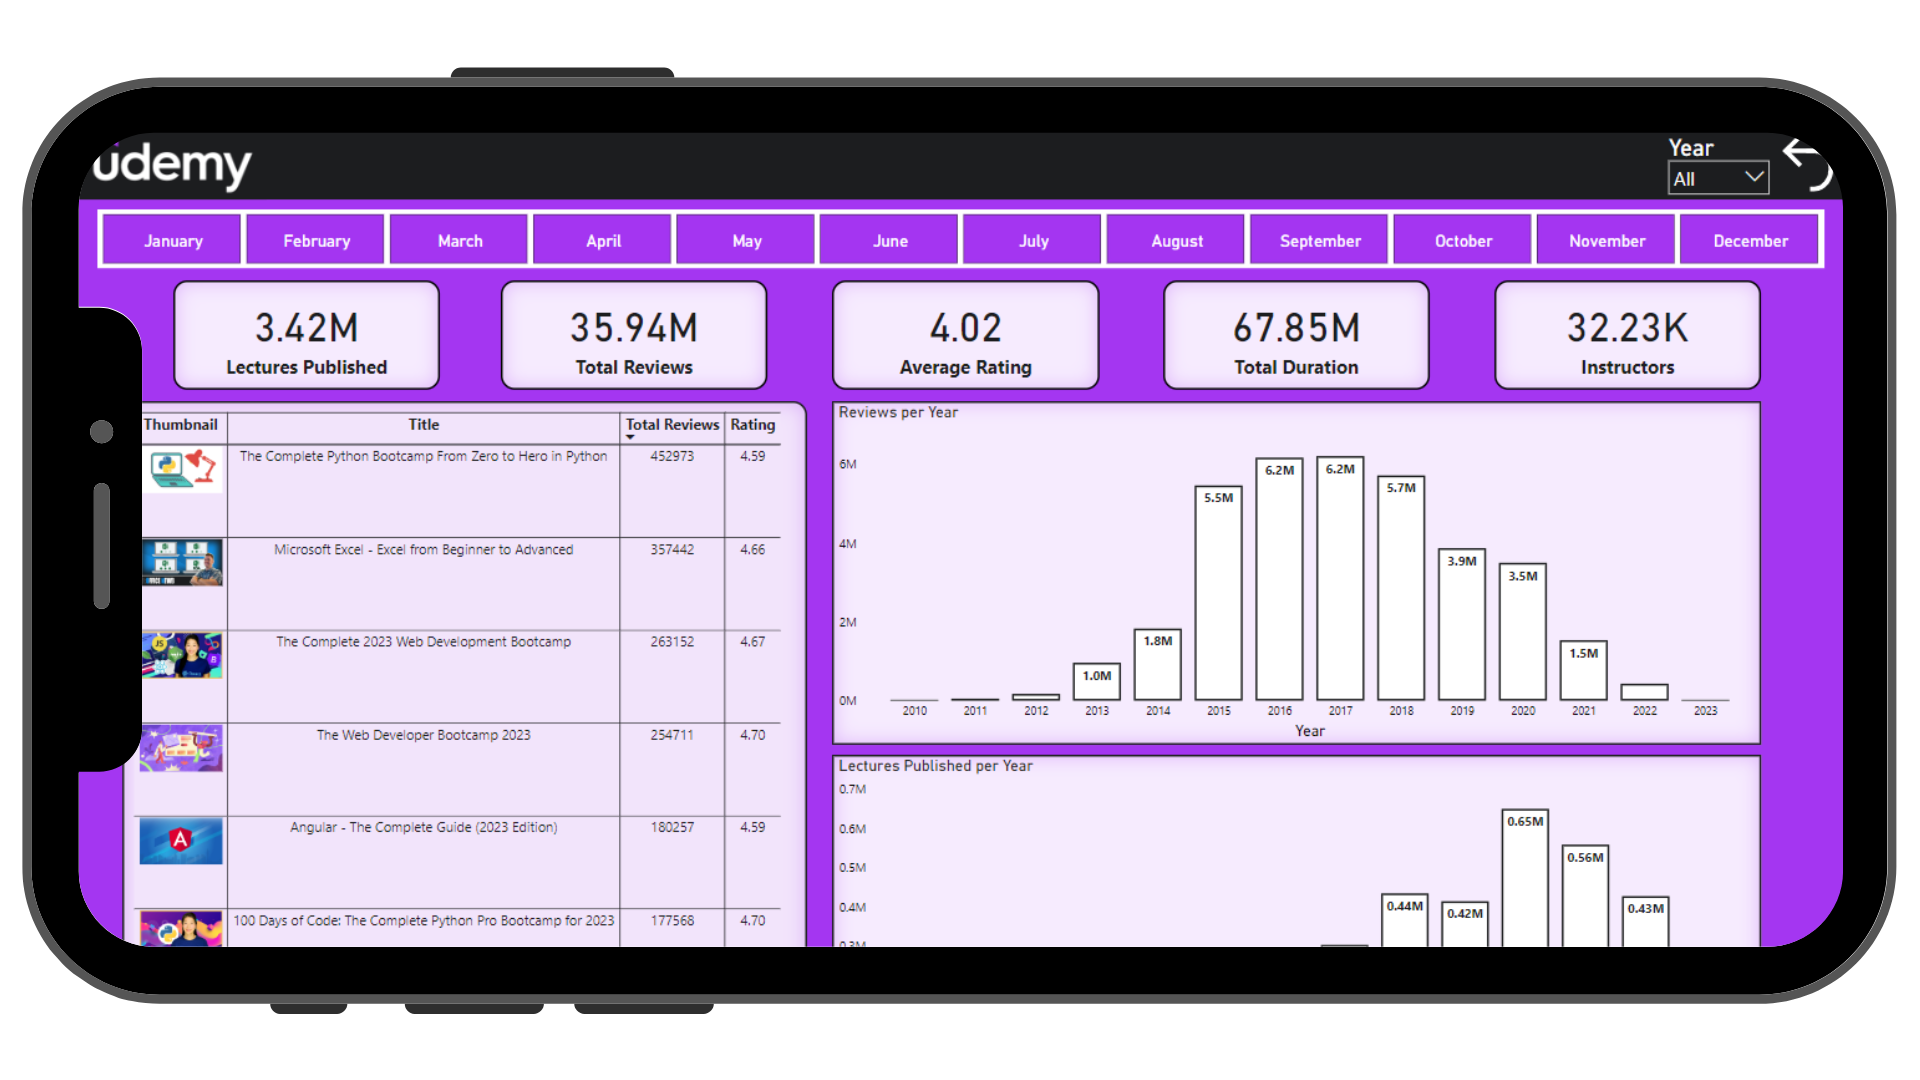 udemy
Year
All
January February March April May June July August September October November December
3.42M
Lectures Published
35.94M
Total Reviews
4.02
Average Rating
67.85M
Total Duration
32.23K
Instructors
Thumbnail Title Total Reviews Rating
The Complete Python Bootcamp From Zero to Hero in Python 452973 4.59
Microsoft Excel - Excel from Beginner to Advanced 357442 4.66
The Complete 2023 Web Development Bootcamp 263152 4.67
The Web Developer Bootcamp 2023 254711 4.70
Angular - The Complete Guide (2023 Edition) 180257 4.59
A
100 Days of Code: The Complete Python Pro Bootcamp for 2023 177568 4.70
JS
Reviews per Year
6M
4M
2M
0M
1.0M 1.8M 5.5M 6.2M 6.2M 5.7M 3.9M 3.5M 1.5M
2010 2011 2012 2013 2014 2015 2016 2017 2018 2019 2020 2021 2022 2023
Year
Lectures Published per Year
0.7M
0.6M
0.5M
0.4M
0.3M
0.44M 0.42M 0.65M 0.56M 0.43M